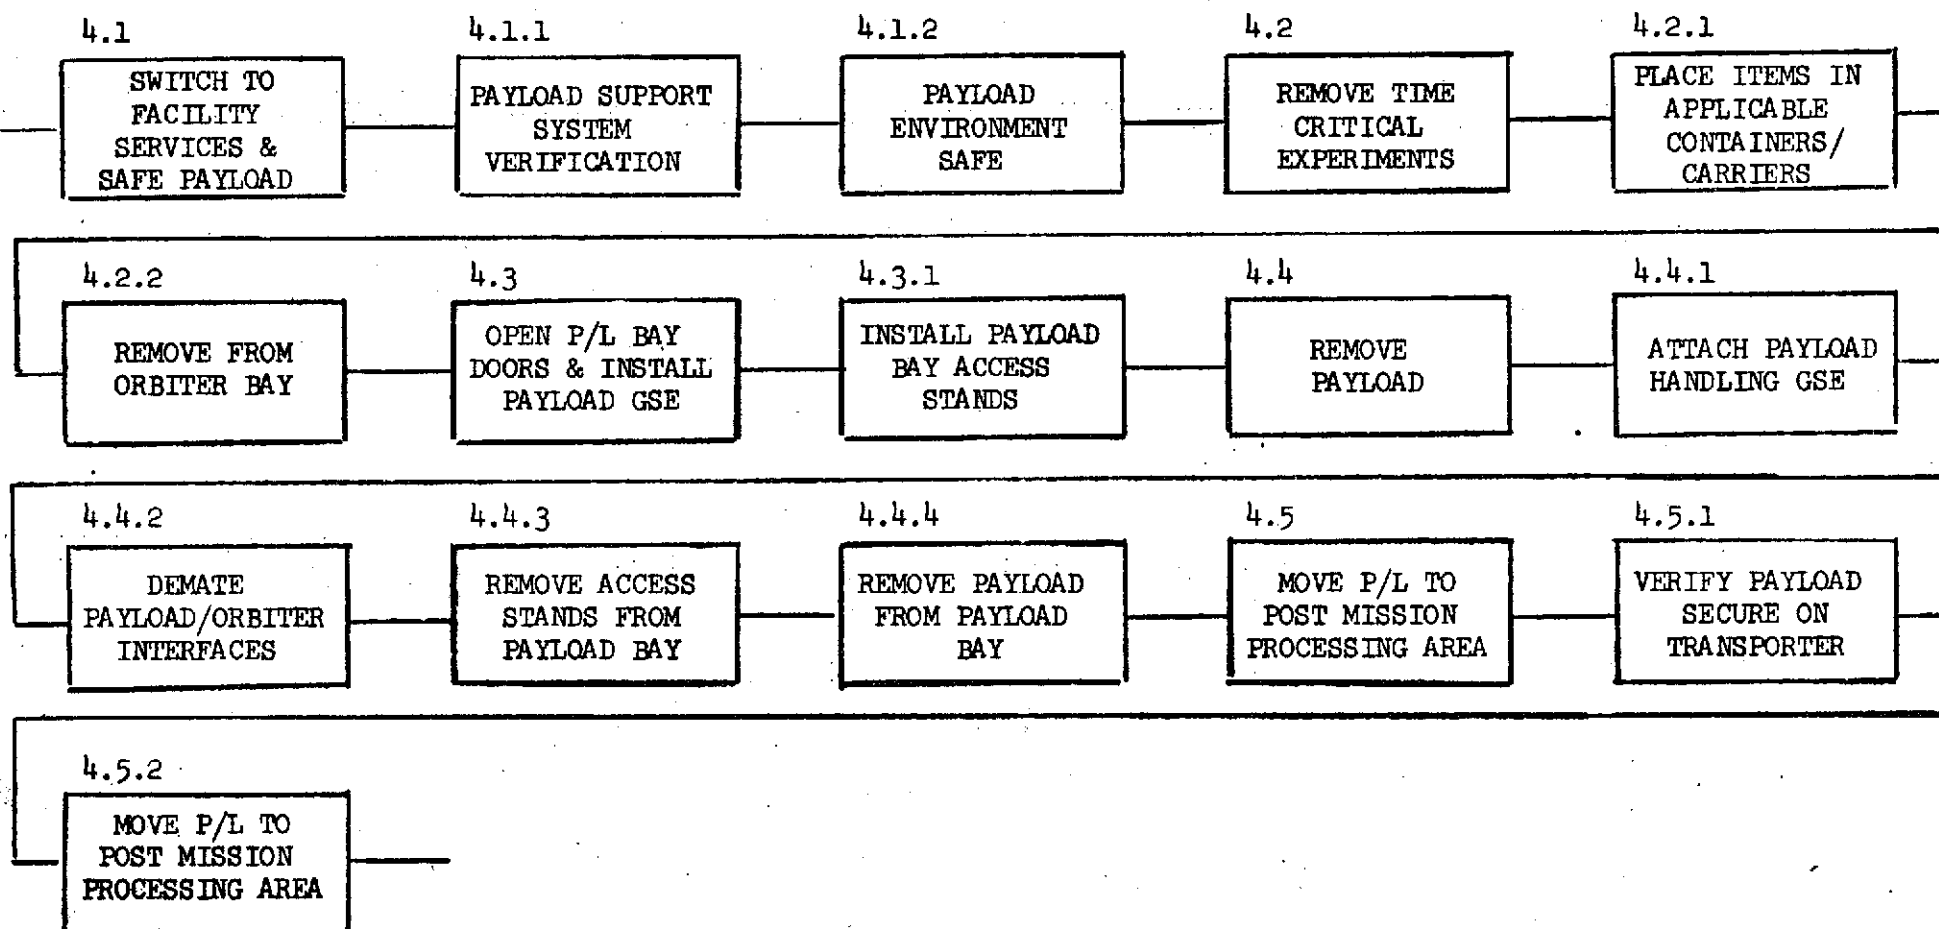 4.1
SWITCH TO
FACILITY
SERVICES &
SAFE PAYLOAD
4.1.1
PAYLOAD SUPPORT
SYSTEM
VERIFICATION
4.1.2
PAYLOAD
ENVIRONMENT
SAFE
4.2
REMOVE TIME
CRITICAL
EXPERIMENTS
4.2.1
PLACE ITEMS IN
APPLICABLE
CONTAINERS/
CARRIERS
4.2.2
REMOVE FROM
ORBITER BAY
4.3
OPEN P/L BAY
DOORS & INSTALL
PAYLOAD GSE
4.3.1
INSTALL PAYLOAD
BAY ACCESS
STANDS
4.4
REMOVE
PAYLOAD
4.4.1
ATTACH PAYLOAD
HANDLING GSE
4.4.2
DEMATE
PAYLOAD/ORBITER
INTERFACES
4.4.3
REMOVE ACCESS
STANDS FROM
PAYLOAD BAY
4.4.4
REMOVE PAYLOAD
FROM PAYLOAD
BAY
4.5
MOVE P/L TO
POST MISSION
PROCESSING AREA
4.5.1
VERIFY PAYLOAD
SECURE ON
TRANSPORTER
4.5.2
MOVE P/L TO
POST MISSION
PROCESSING AREA